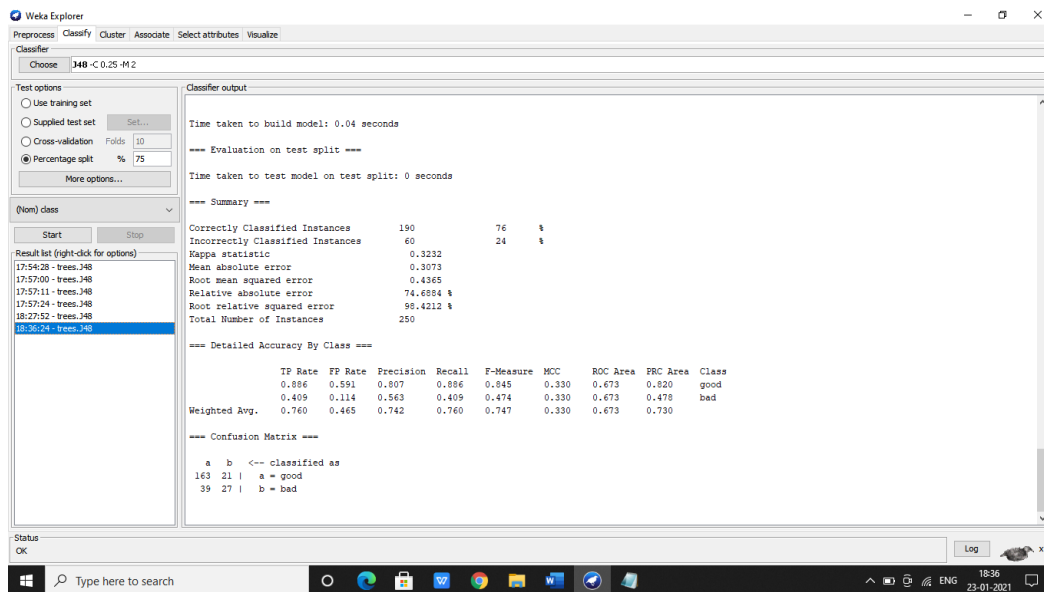 Weka Explorer
Preprocess Classify Cluster Associate Select attributes Visualize
Classifier
Choose J48 -C 0.25 -M 2
Test options
Use training set
Supplied test set Set...
Cross-validation Folds 10
Percentage split % 75
More options...
(Nom) class
Start Stop
Result list (right-click for options)
17:54:28 - trees.J48
17:57:00 - trees.J48
17:57:11 - trees.J48
17:57:24 - trees.J48
18:27:52 - trees.J48
18:36:24 - trees.J48
Classifier output
Time taken to build model: 0.04 seconds
=== Evaluation on test split ===
Time taken to test model on test split: 0 seconds
=== Summary ===
Correctly Classified Instances 190 76 %
Incorrectly Classified Instances 60 24 %
Kappa statistic 0.3232
Mean absolute error 0.3073
Root mean squared error 0.4365
Relative absolute error 74.6884 %
Root relative squared error 98.4212 %
Total Number of Instances 250
=== Detailed Accuracy By Class ===
TP Rate FP Rate Precision Recall F-Measure MCC ROC Area PRC Area Class
0.886 0.591 0.807 0.886 0.845 0.330 0.673 0.820 good
0.409 0.114 0.563 0.409 0.474 0.330 0.673 0.478 bad
Weighted Avg. 0.760 0.465 0.742 0.760 0.747 0.330 0.673 0.730
=== Confusion Matrix ===
a b <-- classified as
163 21 | a = good
39 27 | b = bad
Status
OK
Log
x
Type here to search
ENG
18:36
23-01-2021